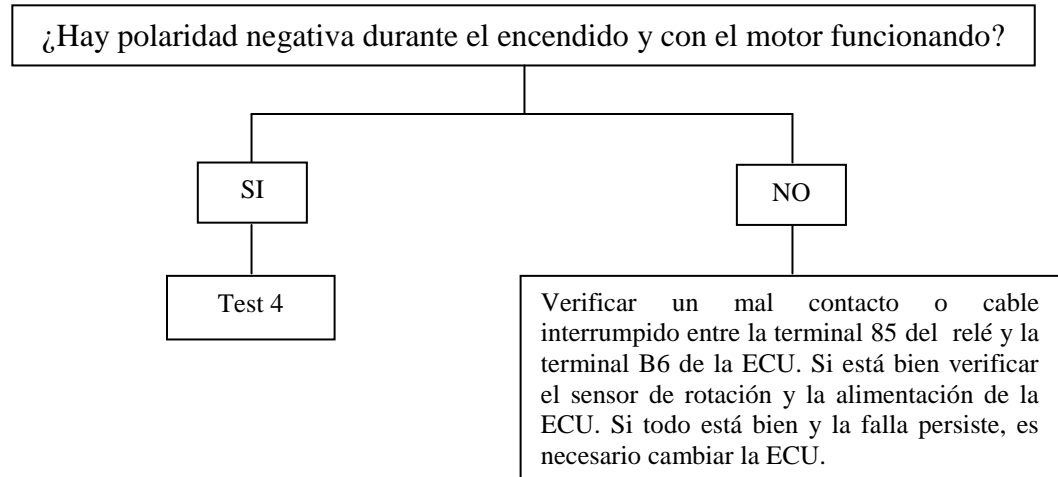 ¿Hay polaridad negativa durante el encendido y con el motor funcionando?
SI
NO
Test 4
Verificar un mal contacto o cable
interrumpido entre la terminal 85 del relé y la
terminal B6 de la ECU. Si está bien verificar
el sensor de rotación y la alimentación de la
ECU. Si todo está bien y la falla persiste, es
necesario cambiar la ECU.